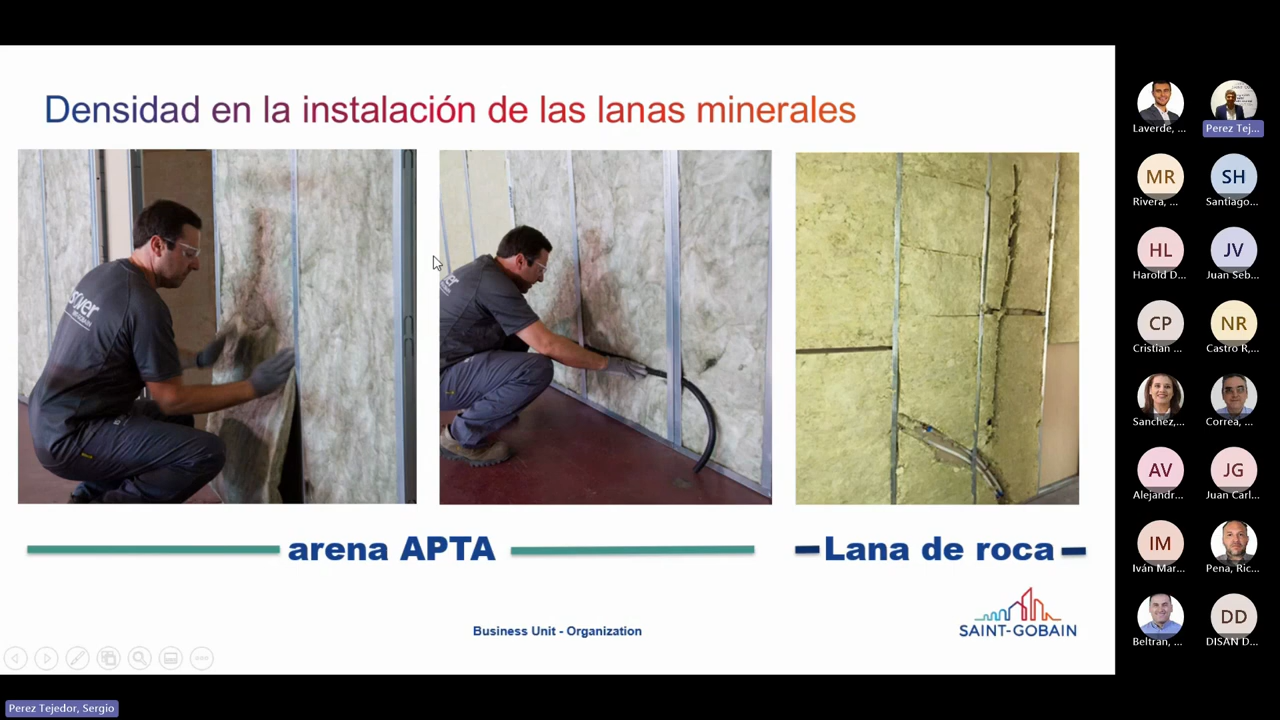 Densidad en la instalación de las lanas minerales
arena APTA
Lana de roca
Business Unit - Organization
SAINT-GOBAIN
Laverde, ...
Perez Tej...
MR
Rivera, ...
SH
Santiago...
HL
Harold D...
JV
Juan Seb...
CP
Cristian ...
NR
Castro R,...
Sanchez,...
Correa, ...
AV
Alejandr...
JG
Juan Carl...
IM
Iván Mar...
Pena, Ric...
Beltran, ...
DD
DISAN D...
Perez Tejedor, Sergio